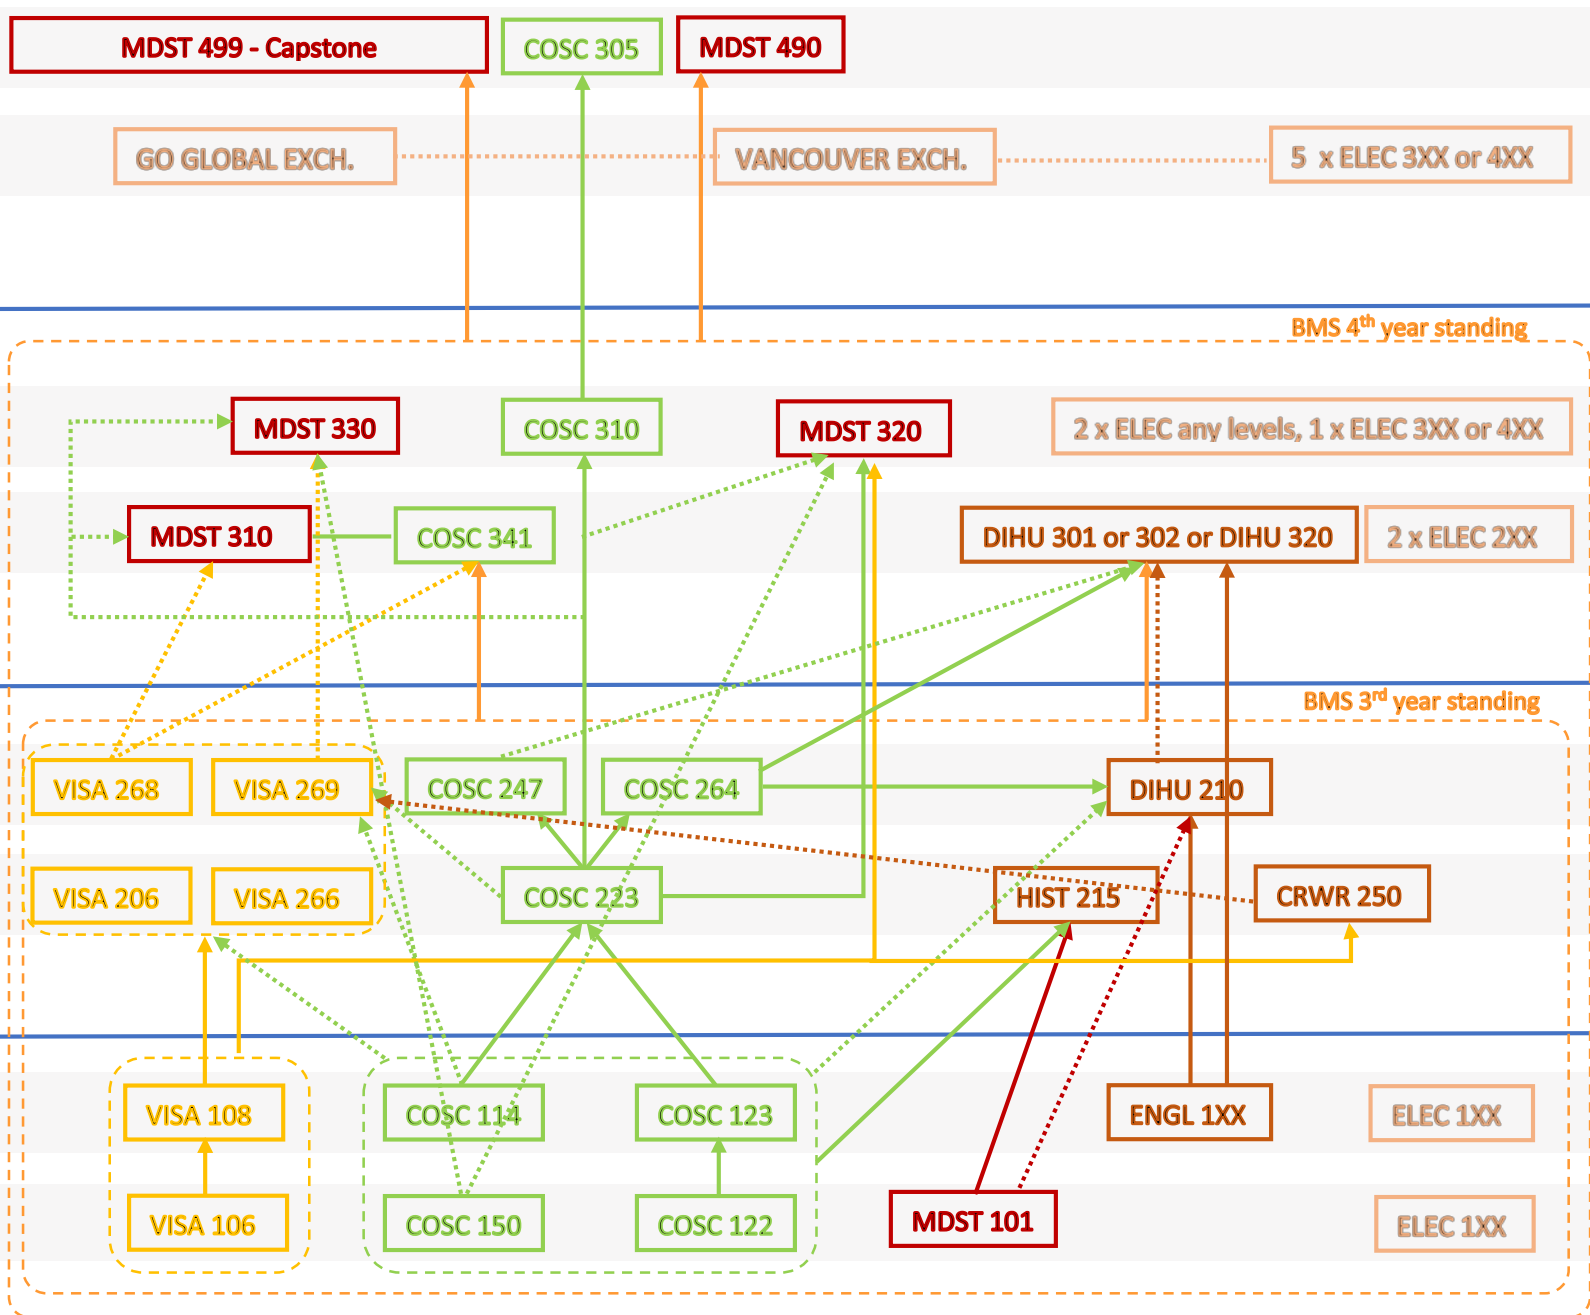 MDST 499 - Capstone
COSC 305
MDST 490
GO GLOBAL EXCH.
VANCOUVER EXCH.
5 x ELEC 3XX or 4XX
BMS 4th year standing
MDST 330
COSC 310
MDST 320
2 x ELEC any levels, 1 x ELEC 3XX or 4XX
MDST 310
COSC 341
DIHU 301 or 302 or DIHU 320
2 x ELEC 2XX
BMS 3rd year standing
VISA 268
VISA 269
COSC 247
COSC 264
DIHU 210
VISA 206
VISA 266
COSC 223
HIST 215
CRWR 250
VISA 108
COSC 114
COSC 123
ENGL 1XX
ELEC 1XX
VISA 106
COSC 150
COSC 122
MDST 101
ELEC 1XX